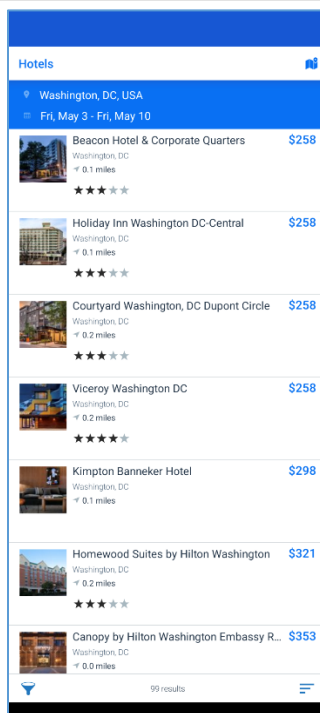 Hotels
Washington, DC, USA
Fri, May 3 - Fri, May 10
Beacon Hotel & Corporate Quarters $258
Washington, DC
0.1 miles
Holiday Inn Washington DC-Central $258
Washington, DC
0.1 miles
Courtyard Washington, DC Dupont Circle $258
Washington, DC
0.2 miles
Viceroy Washington DC $258
Washington, DC
0.2 miles
Kimpton Banneker Hotel $298
Washington, DC
0.1 miles
Homewood Suites by Hilton Washington $321
Washington, DC
0.2 miles
Canopy by Hilton Washington Embassy R... $353
Washington, DC
0.0 miles
99 results